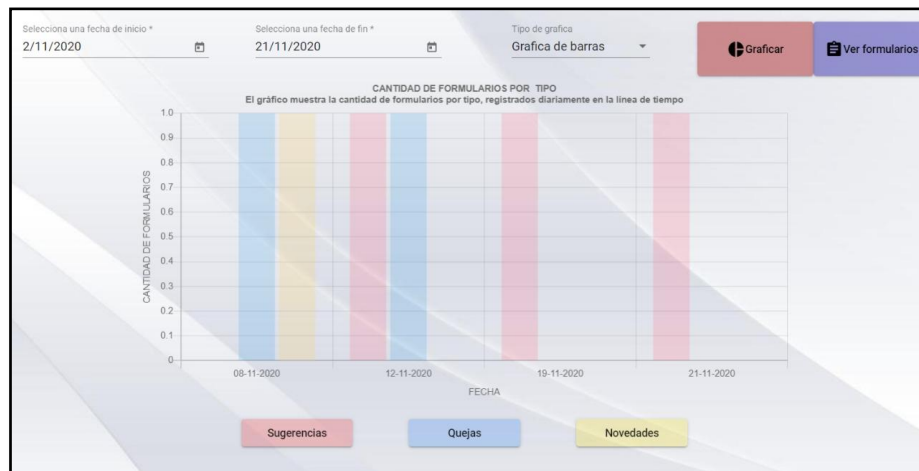 Selecciona una fecha de inicio *
2/11/2020
Selecciona una fecha de fin *
21/11/2020
Tipo de grafica
Grafica de barras
Graficar
Ver formularios
CANTIDAD DE FORMULARIOS POR TIPO
El gráfico muestra la cantidad de formularios por tipo, registrados diariamente en la línea de tiempo
CANTIDAD DE FORMULARIOS
1.0
0.9
0.8
0.7
0.6
0.5
0.4
0.3
0.2
0.1
0
08-11-2020
12-11-2020
19-11-2020
21-11-2020
FECHA
Sugerencias
Quejas
Novedades